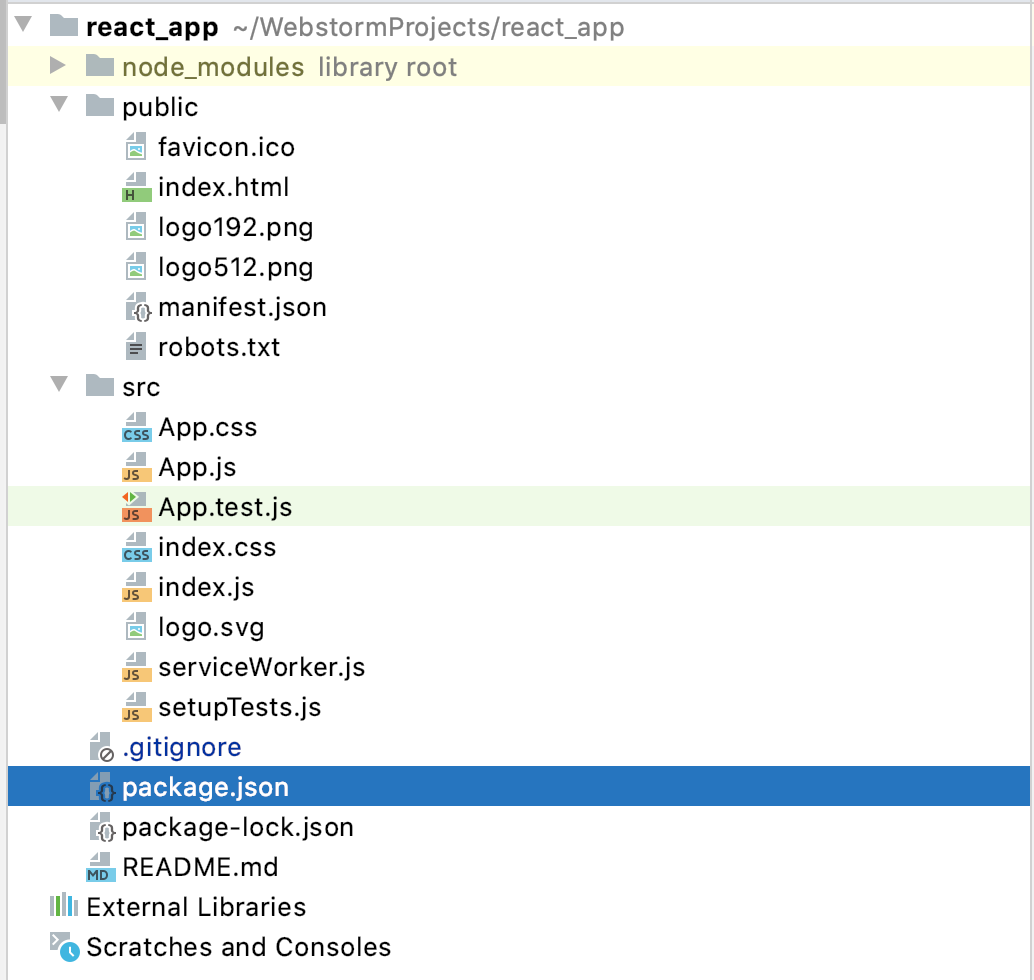 react_app ~/WebstormProjects/react_app
node_modules library root
public
favicon.ico
H index.html
logo192.png
logo512.png
{} manifest.json
robots.txt
src
CSS App.css
JS App.js
JS App.test.js
CSS index.css
JS index.js
logo.svg
JS serviceWorker.js
JS setupTests.js
.gitignore
{} package.json
{} package-lock.json
MD README.md
External Libraries
Scratches and Consoles